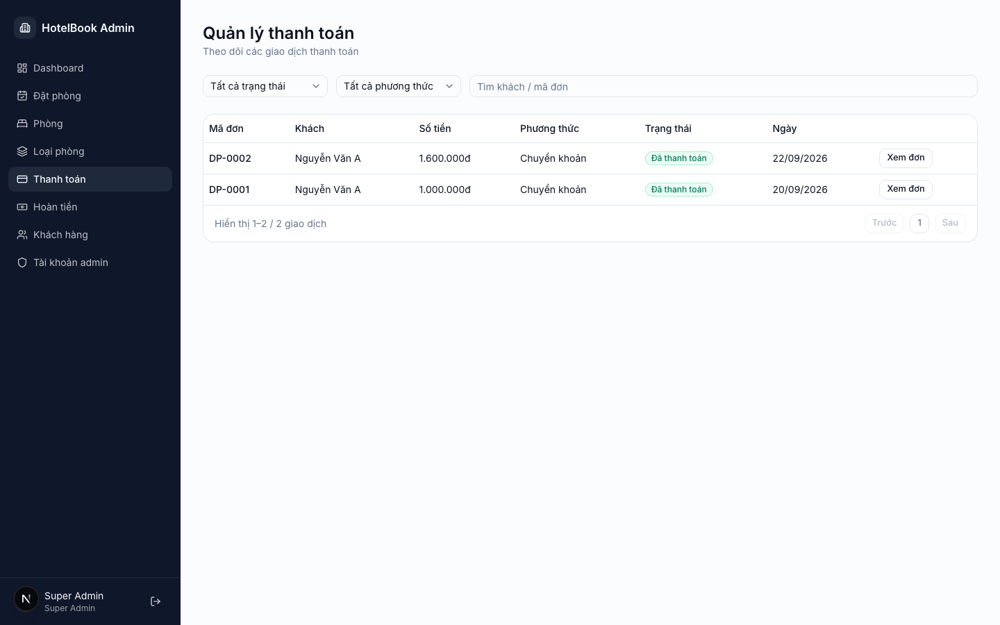 HotelBook Admin
Dashboard
Đặt phòng
Phòng
Loại phòng
Thanh toán
Hoàn tiền
Khách hàng
Tài khoản admin
N
Super Admin
Super Admin
Quản lý thanh toán
Theo dõi các giao dịch thanh toán
Tất cả trạng thái Tất cả phương thức Tìm khách / mã đơn
Mã đơn Khách Số tiền Phương thức Trạng thái Ngày
DP-0002 Nguyễn Văn A 1.600.000đ Chuyển khoản Đã thanh toán 22/09/2026 Xem đơn
DP-0001 Nguyễn Văn A 1.000.000đ Chuyển khoản Đã thanh toán 20/09/2026 Xem đơn
Hiển thị 1–2 / 2 giao dịch Trước 1 Sau